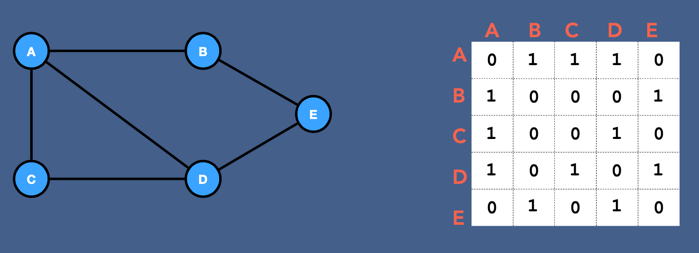 A B
E
C D
A B C D E
A 0 1 1 1 0
B 1 0 0 0 1
C 1 0 0 1 0
D 1 0 1 0 1
E 0 1 0 1 0